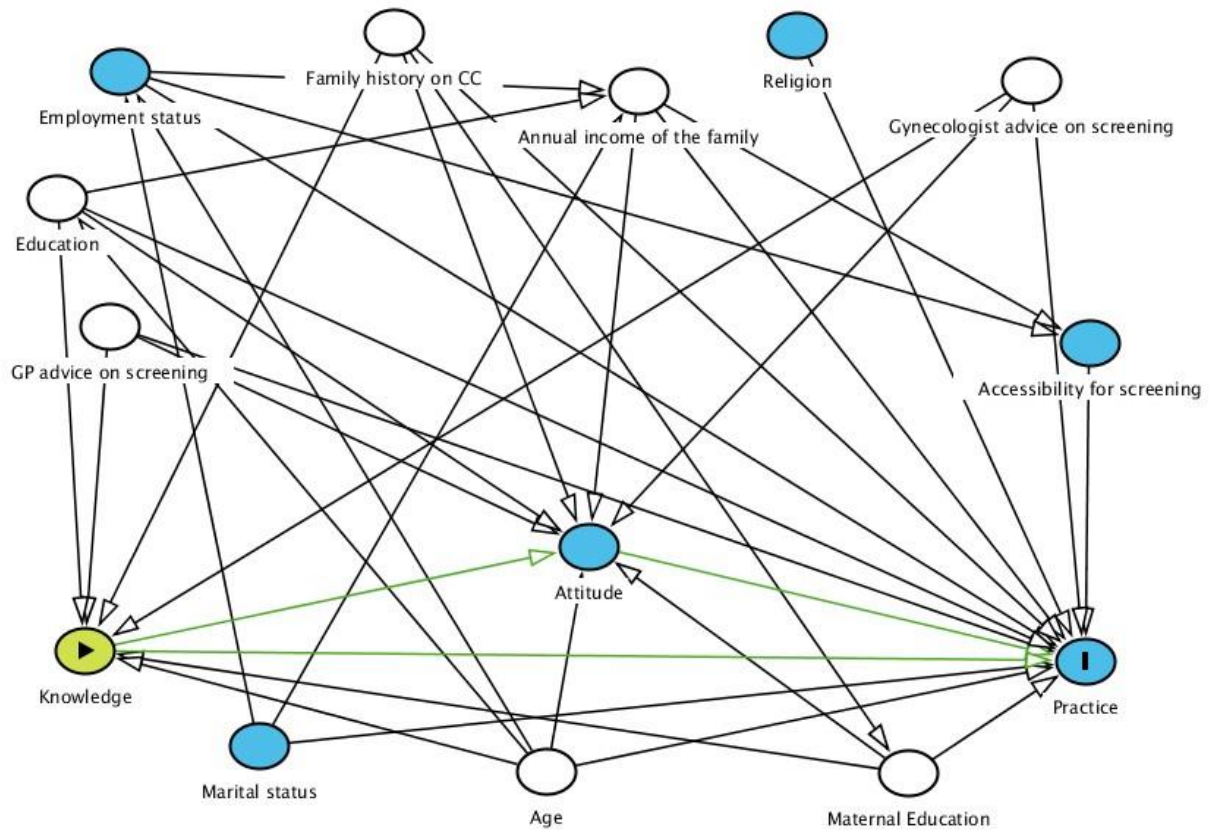 Family history on CC
Religion
Employment status
Annual income of the family
Gynecologist advice on screening
Education
GP advice on screening
Accessibility for screening
Attitude
Knowledge
Practice
Marital status
Age
Maternal Education